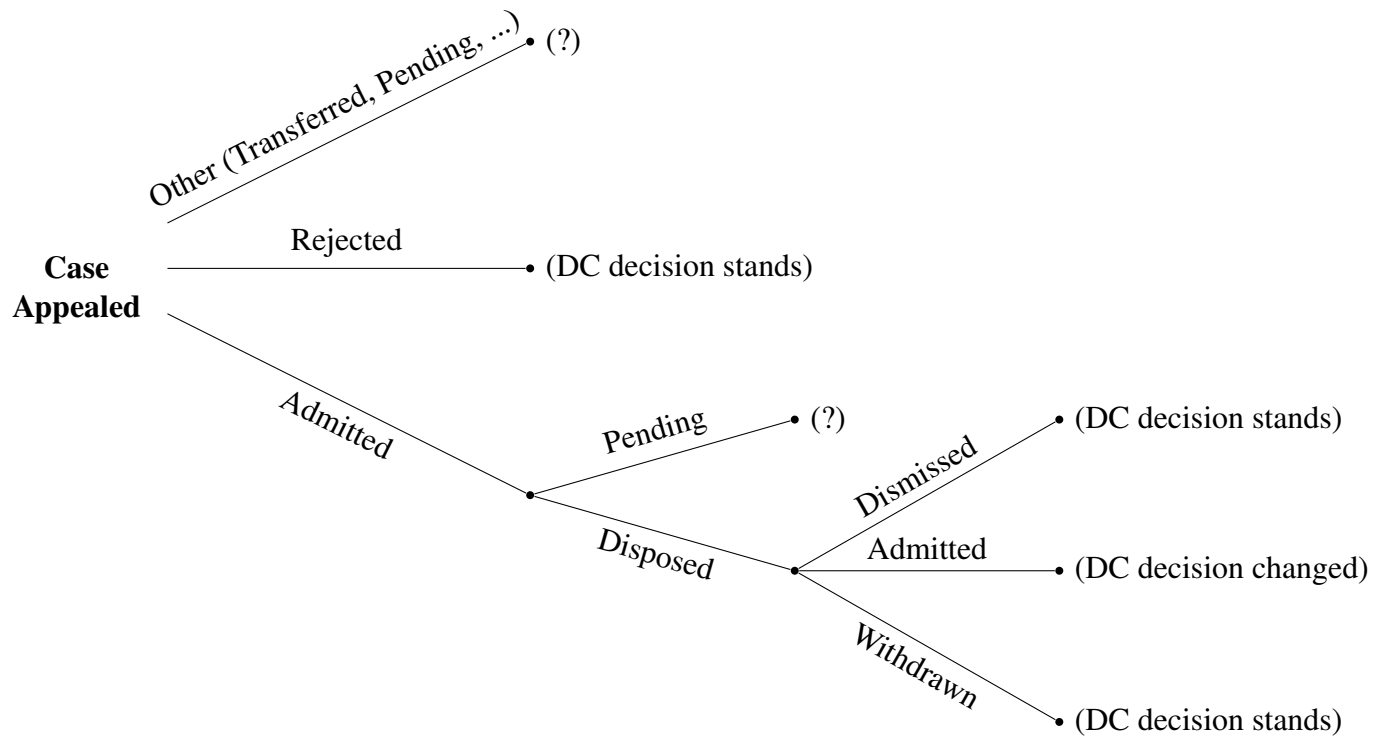 Other (Transferred, Pending, ...)
(?)
Rejected
(DC decision stands)
Case
Appealed
Admitted
Pending
(?)
Disposed
Dismissed
(DC decision stands)
Admitted
(DC decision changed)
Withdrawn
(DC decision stands)